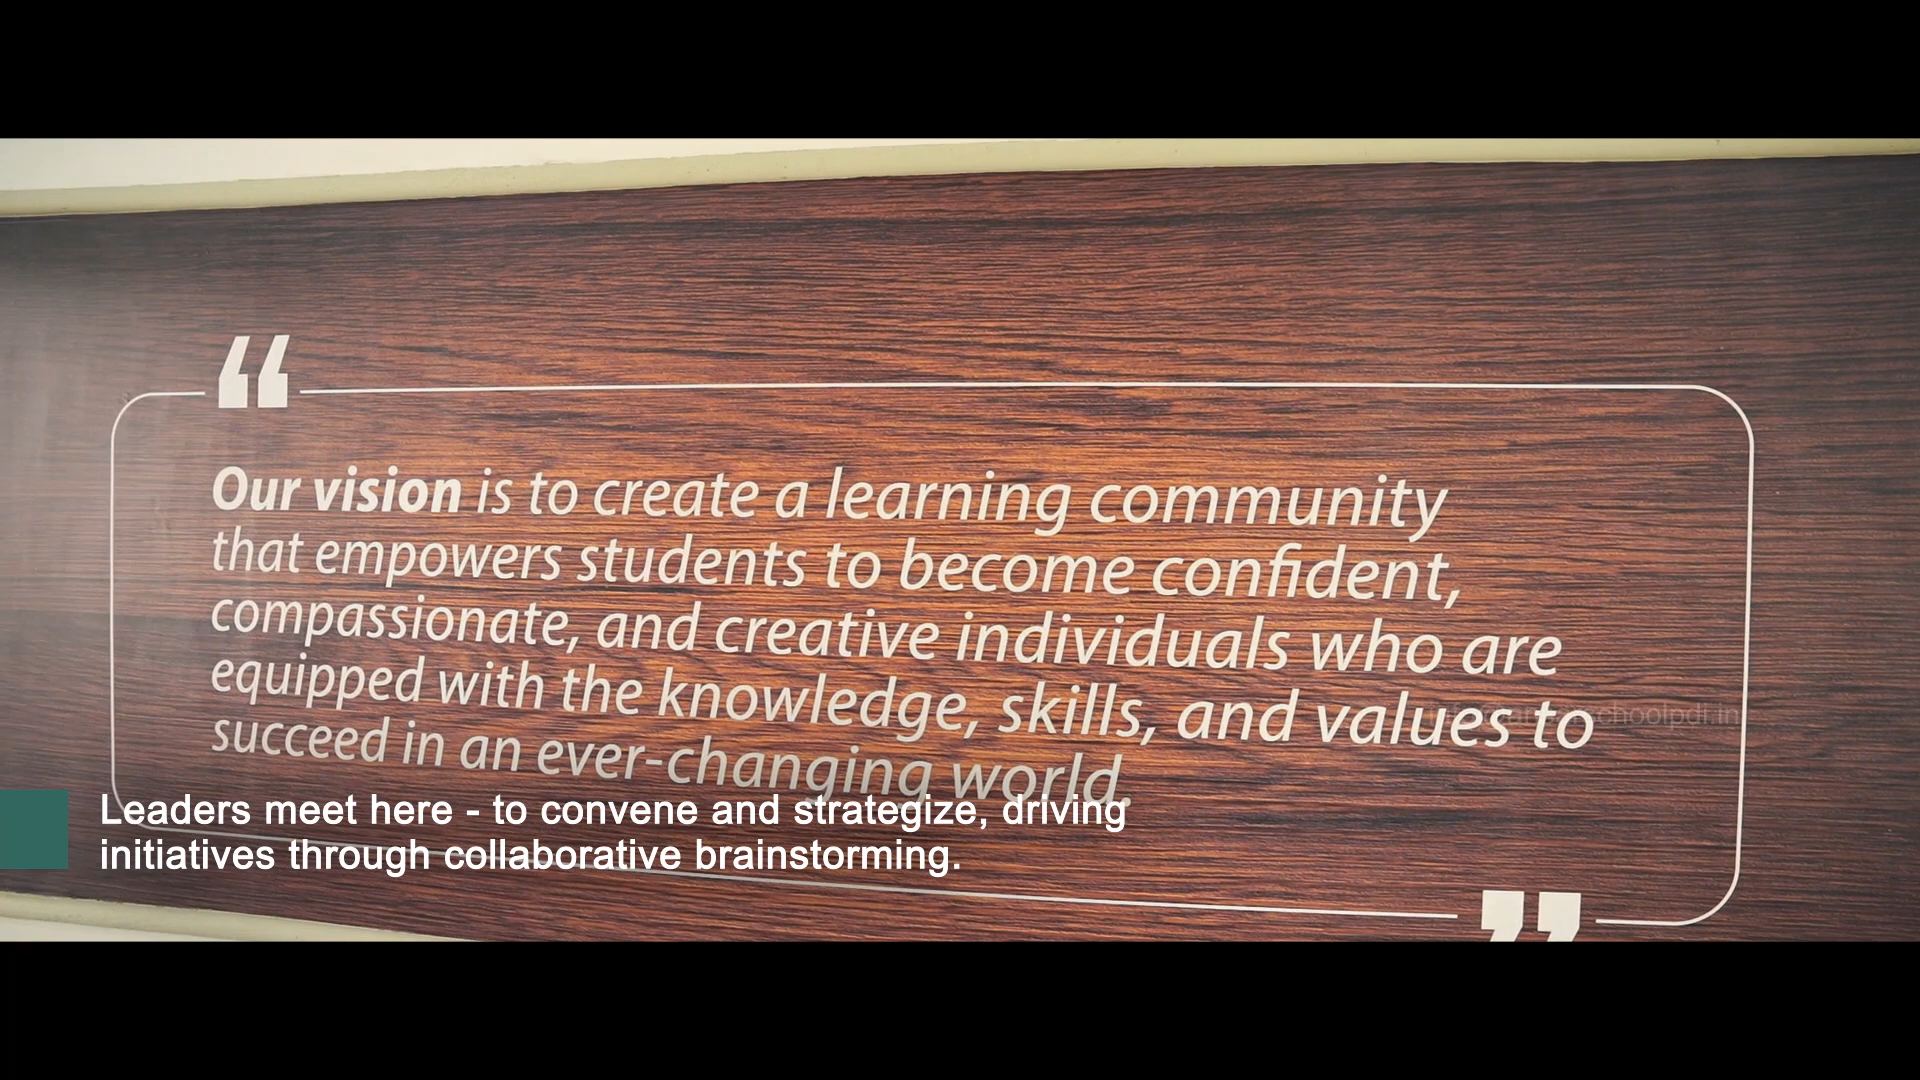 “
Our vision is to create a learning community
that empowers students to become confident,
compassionate, and creative individuals who are
equipped with the knowledge, skills, and values to
succeed in an ever-changing world.
”
Leaders meet here - to convene and strategize, driving
initiatives through collaborative brainstorming.